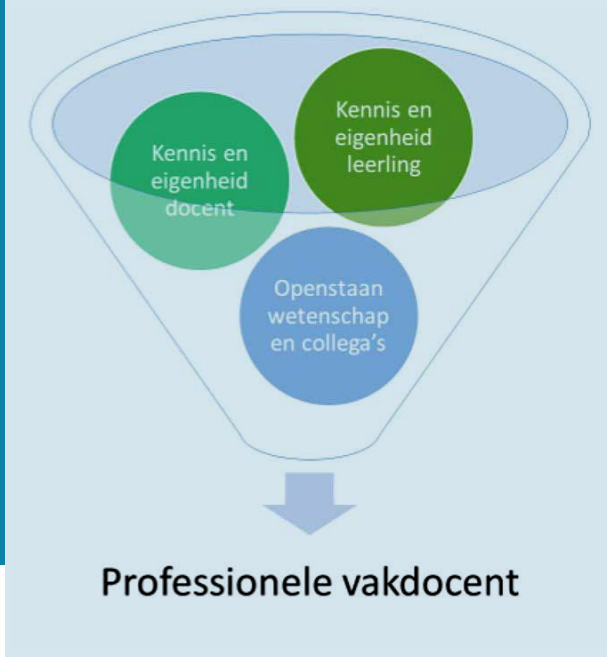 Kennis en
eigenheid
docent
Kennis en
eigenheid
leerling
Openstaan
wetenschap
en collega's
Professionele vakdocent